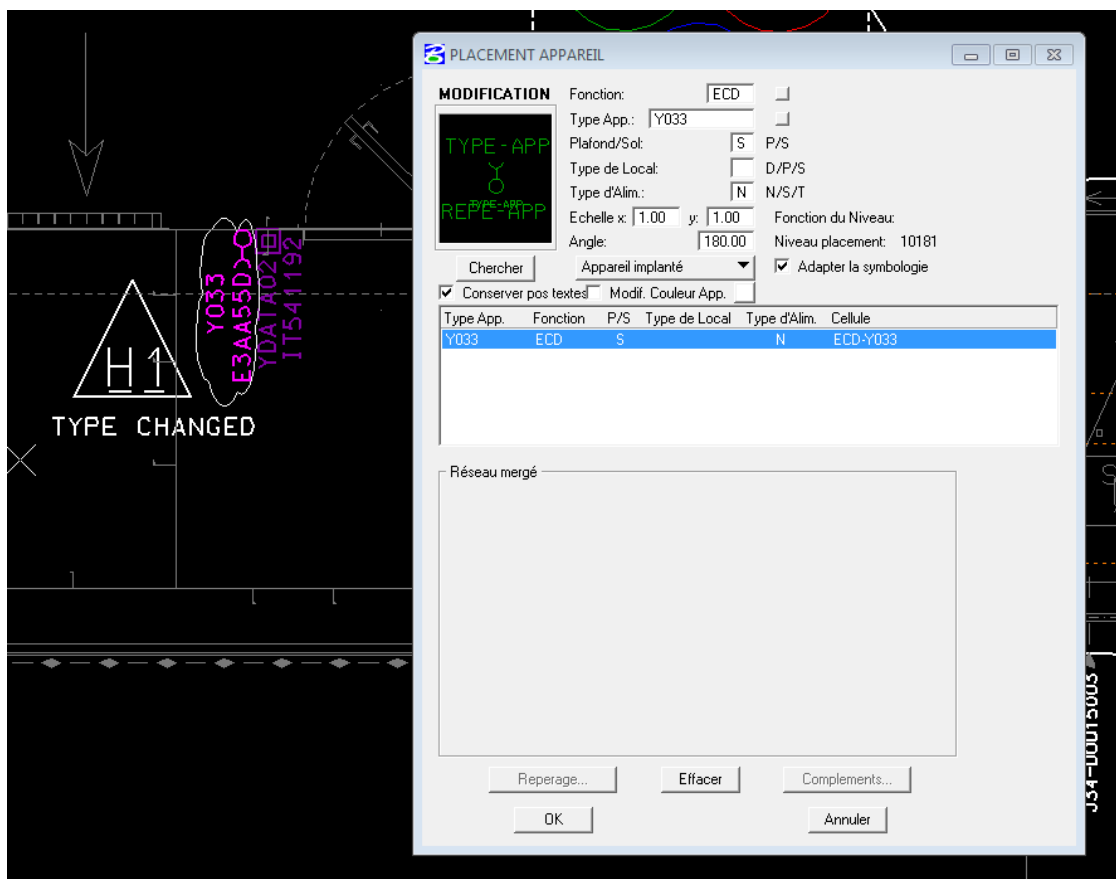 PLACEMENT APPAREIL
MODIFICATION
Fonction: ECD
Type App.: Y033
Plafond/Sol: S P/S
Type de Local: D/P/S
Type d'Alim.: N N/S/T
Echelle x: 1.00 y: 1.00 Fonction du Niveau:
Angle: 180.00 Niveau placement: 10181
TYPE-APP
TYPE-APP
REPE-APP
Chercher Appareil implanté Adapter la symbologie
Conserver pos textes Modif. Couleur App.
Type App. Fonction P/S Type de Local Type d'Alim. Cellule
Y033 ECD S N ECD-Y033
Réseau mergé
Reperage... Effacer Complements...
OK Annuler
Y033
E3AA55D
YDATA02
IT541192
H1
TYPE CHANGED